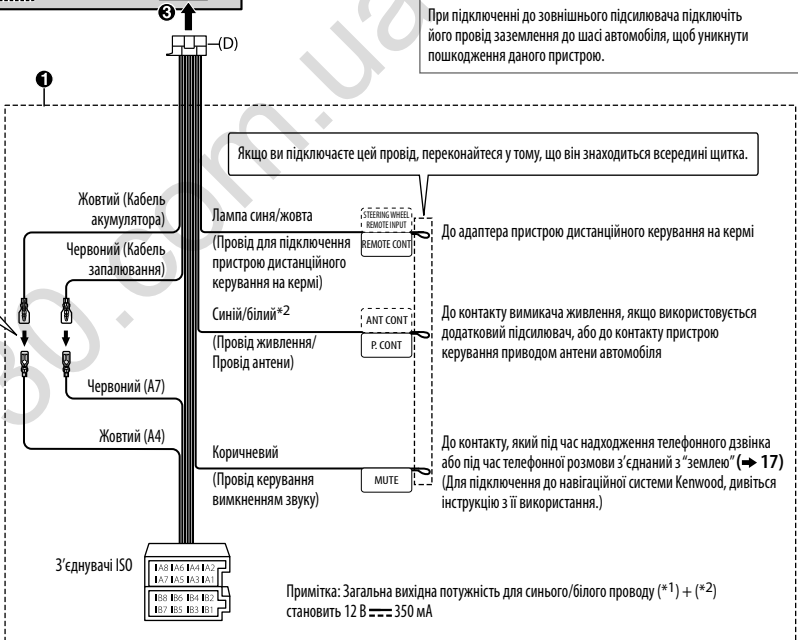 При підключенні до зовнішнього підсилювача підключіть
його провід заземлення до шасі автомобіля, щоб уникнути
пошкодження даного пристрою.
3
(D)
1
Якщо ви підключаєте цей провід, переконайтеся у тому, що він знаходиться всередині щитка.
Жовтий (Кабель
акумулятора)
Червоний (Кабель
запалювання)
Лампа синя/жовта
(Провід для підключення
пристрою дистанційного
керування на кермі)
STEERING WHEEL
REMOTE INPUT
REMOTE CONT
До адаптера пристрою дистанційного керування на кермі
Синій/білий*2
(Провід живлення/
Провід антени)
ANT CONT
P. CONT
До контакту вимикача живлення, якщо використовується
додатковий підсилювач, або до контакту пристрою
керування приводом антени автомобіля
Червоний (A7)
Жовтий (A4)
Коричневий
(Провід керування
вимкненням звуку)
MUTE
До контакту, який під час надходження телефонного дзвінка
або під час телефонної розмови з’єднаний з “землею” (➜ 17)
(Для підключення до навігаційної системи Kenwood, дивіться
інструкцію з її використання.)
З’єднувачі ISO
A8 A6 A4 A2
A7 A5 A3 A1
B8 B6 B4 B2
B7 B5 B3 B1
Примітка: Загальна вихідна потужність для синього/білого проводу (*1) + (*2)
становить 12 В ⎓ 350 мА
30.com.ua